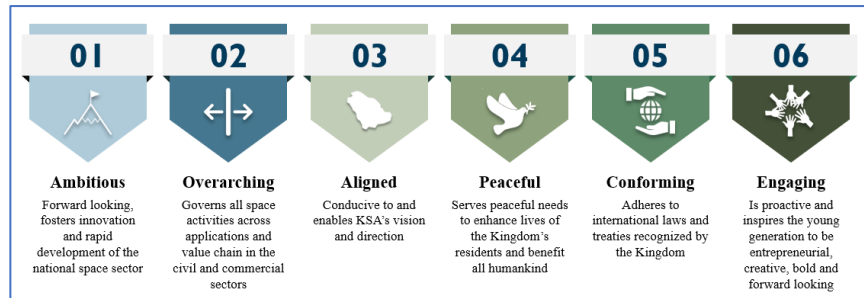 01
02
03
04
05
06
Ambitious
Forward looking,
fosters innovation
and rapid
development of the
national space sector
Overarching
Governs all space
activities across
applications and
value chain in the
civil and commercial
sectors
Aligned
Conducive to and
enables KSA's vision
and direction
Peaceful
Serves peaceful needs
to enhance lives of
the Kingdom's
residents and benefit
all humankind
Conforming
Adheres to
international laws and
treaties recognized by
the Kingdom
Engaging
Is proactive and
inspires the young
generation to be
entrepreneurial,
creative, bold and
forward looking